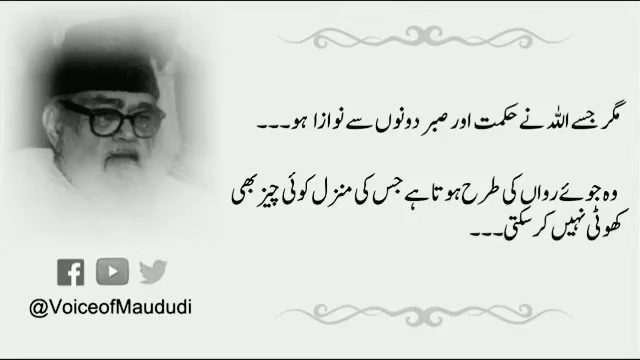 مگر جسے اللہ نے حکمت اور صبر دونوں سے نوازا ہو۔۔۔
وہ جوئے رواں کی طرح ہوتا ہے جس کی منزل کوئی چیز بھی
کھوٹی نہیں کر سکتی۔۔۔
@VoiceofMaududi